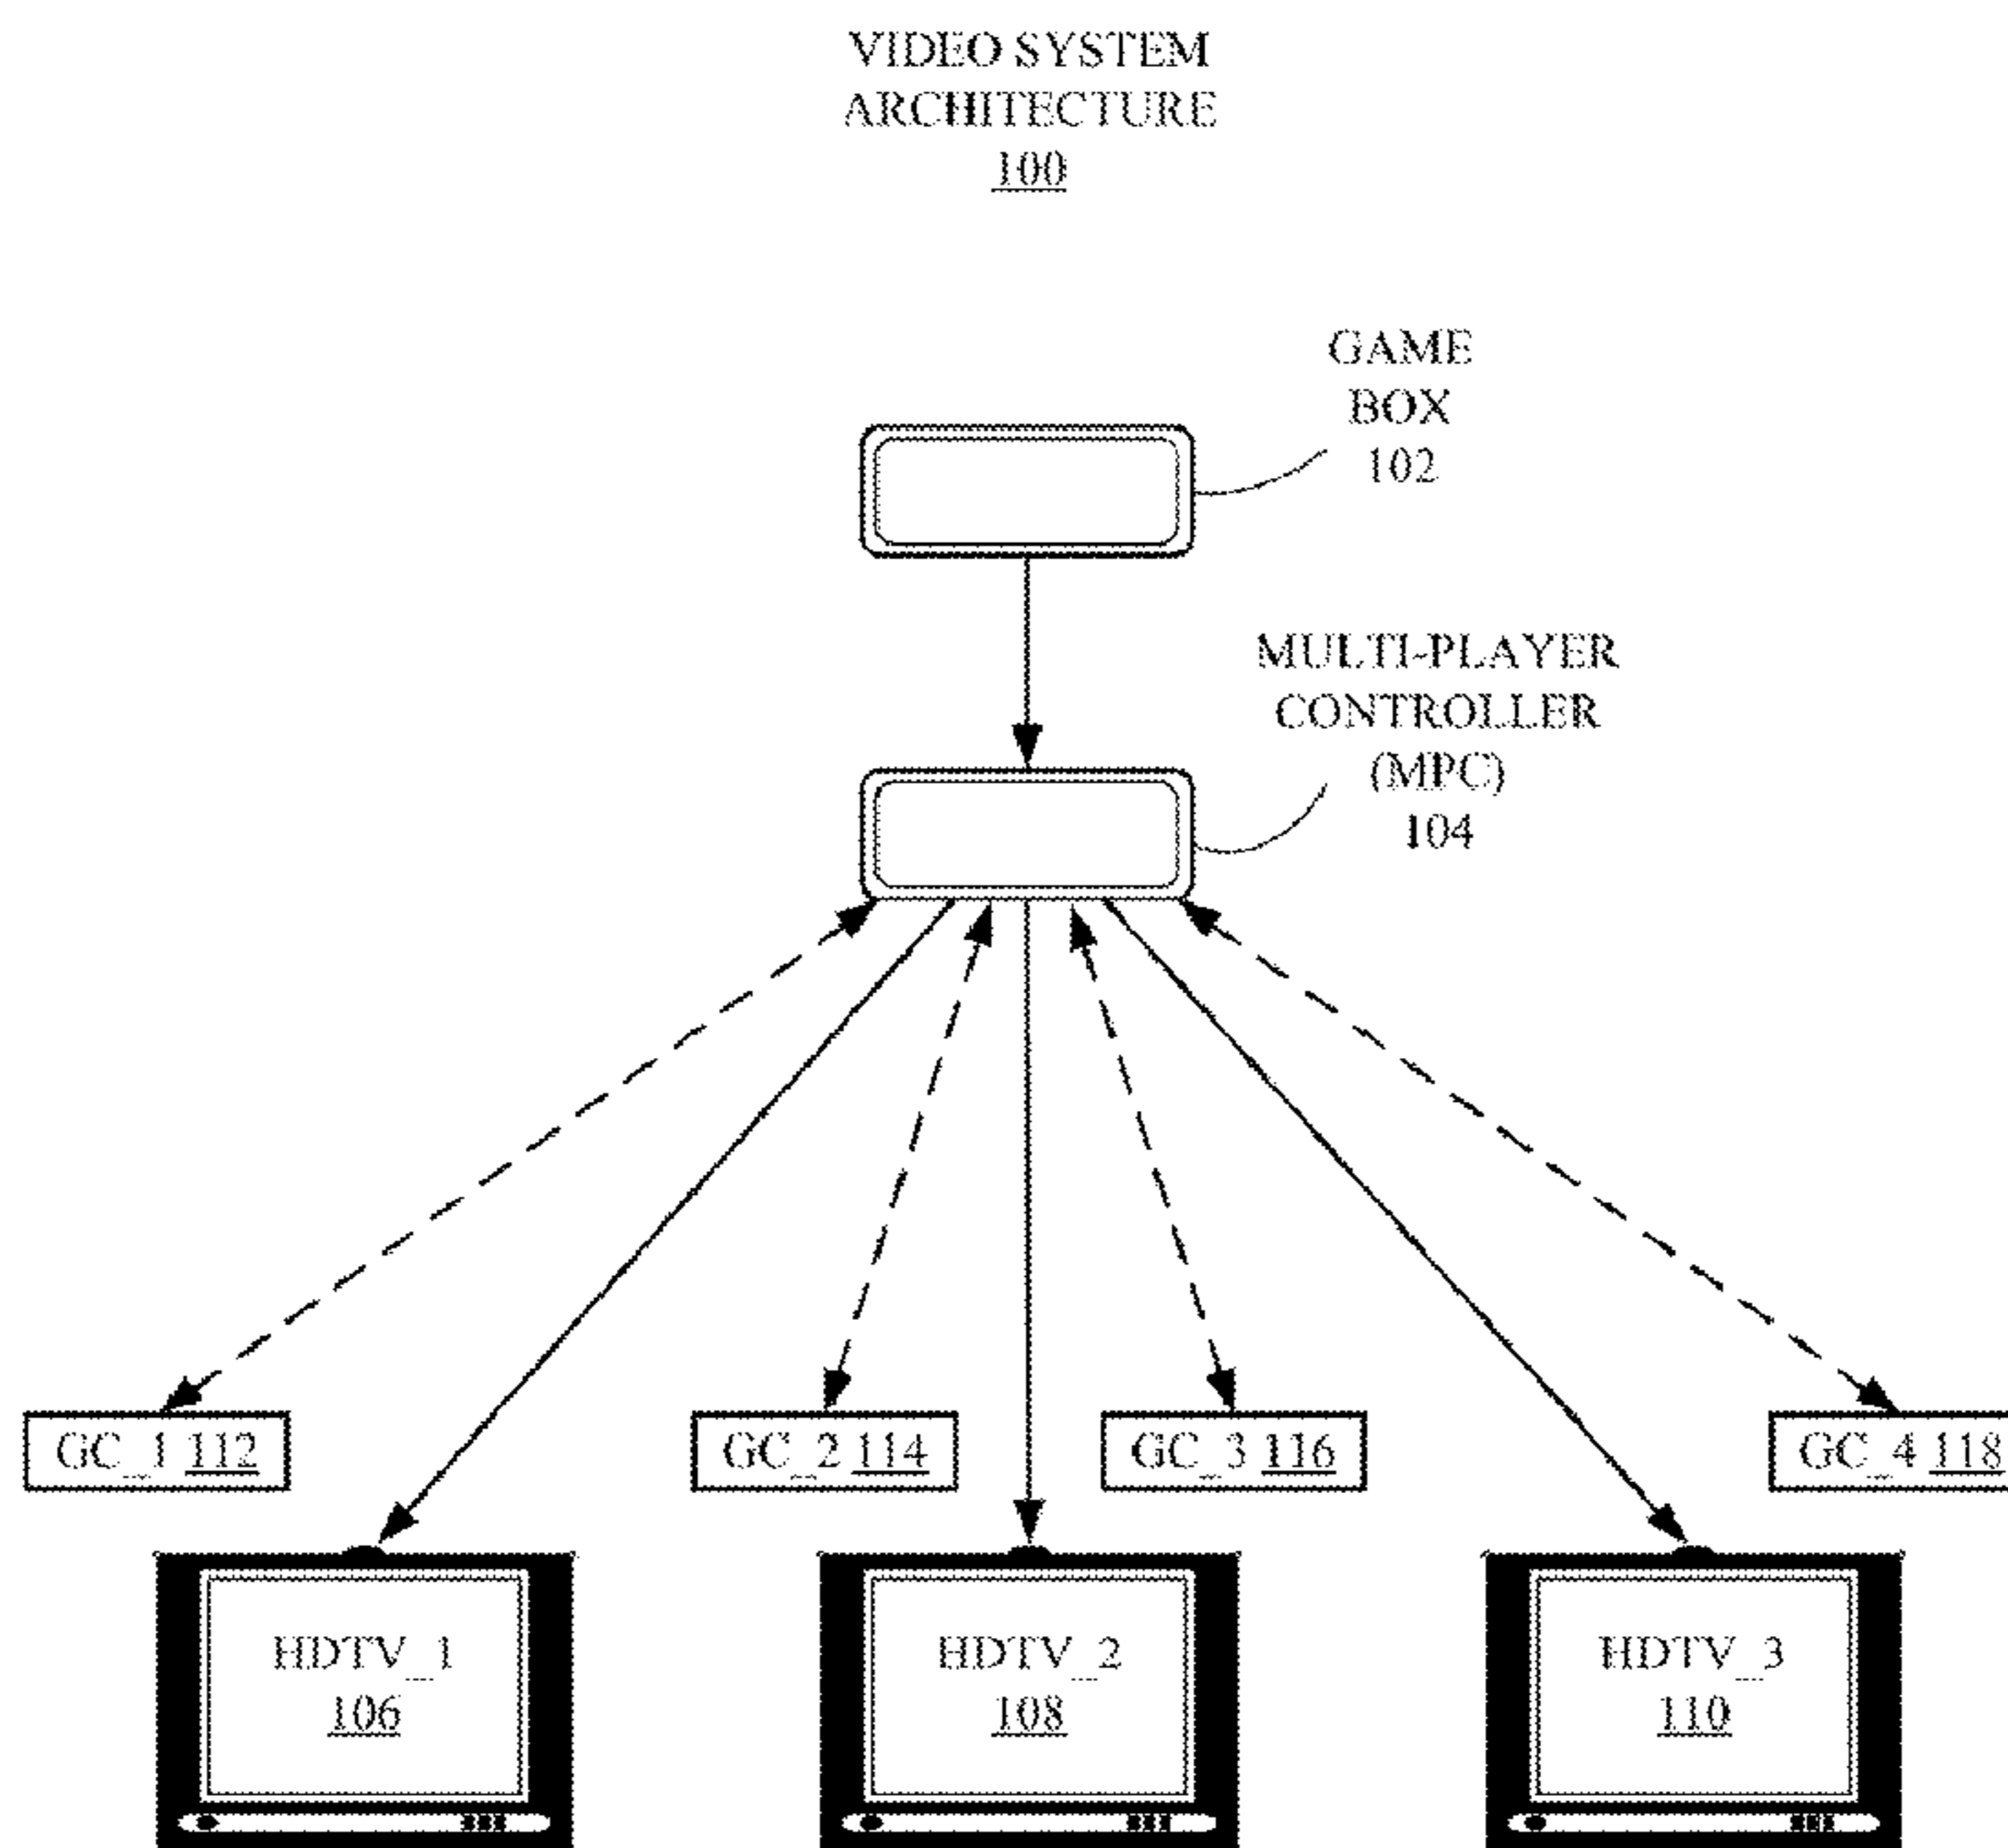 VIDEO SYSTEM
ARCHITECTURE
100
GAME
BOX
102
MULTI-PLAYER
CONTROLLER
(MPC)
104
GC_1 112
GC_2 114
GC_3 116
GC_4 118
HDTV_1
106
HDTV_2
108
HDTV_3
110